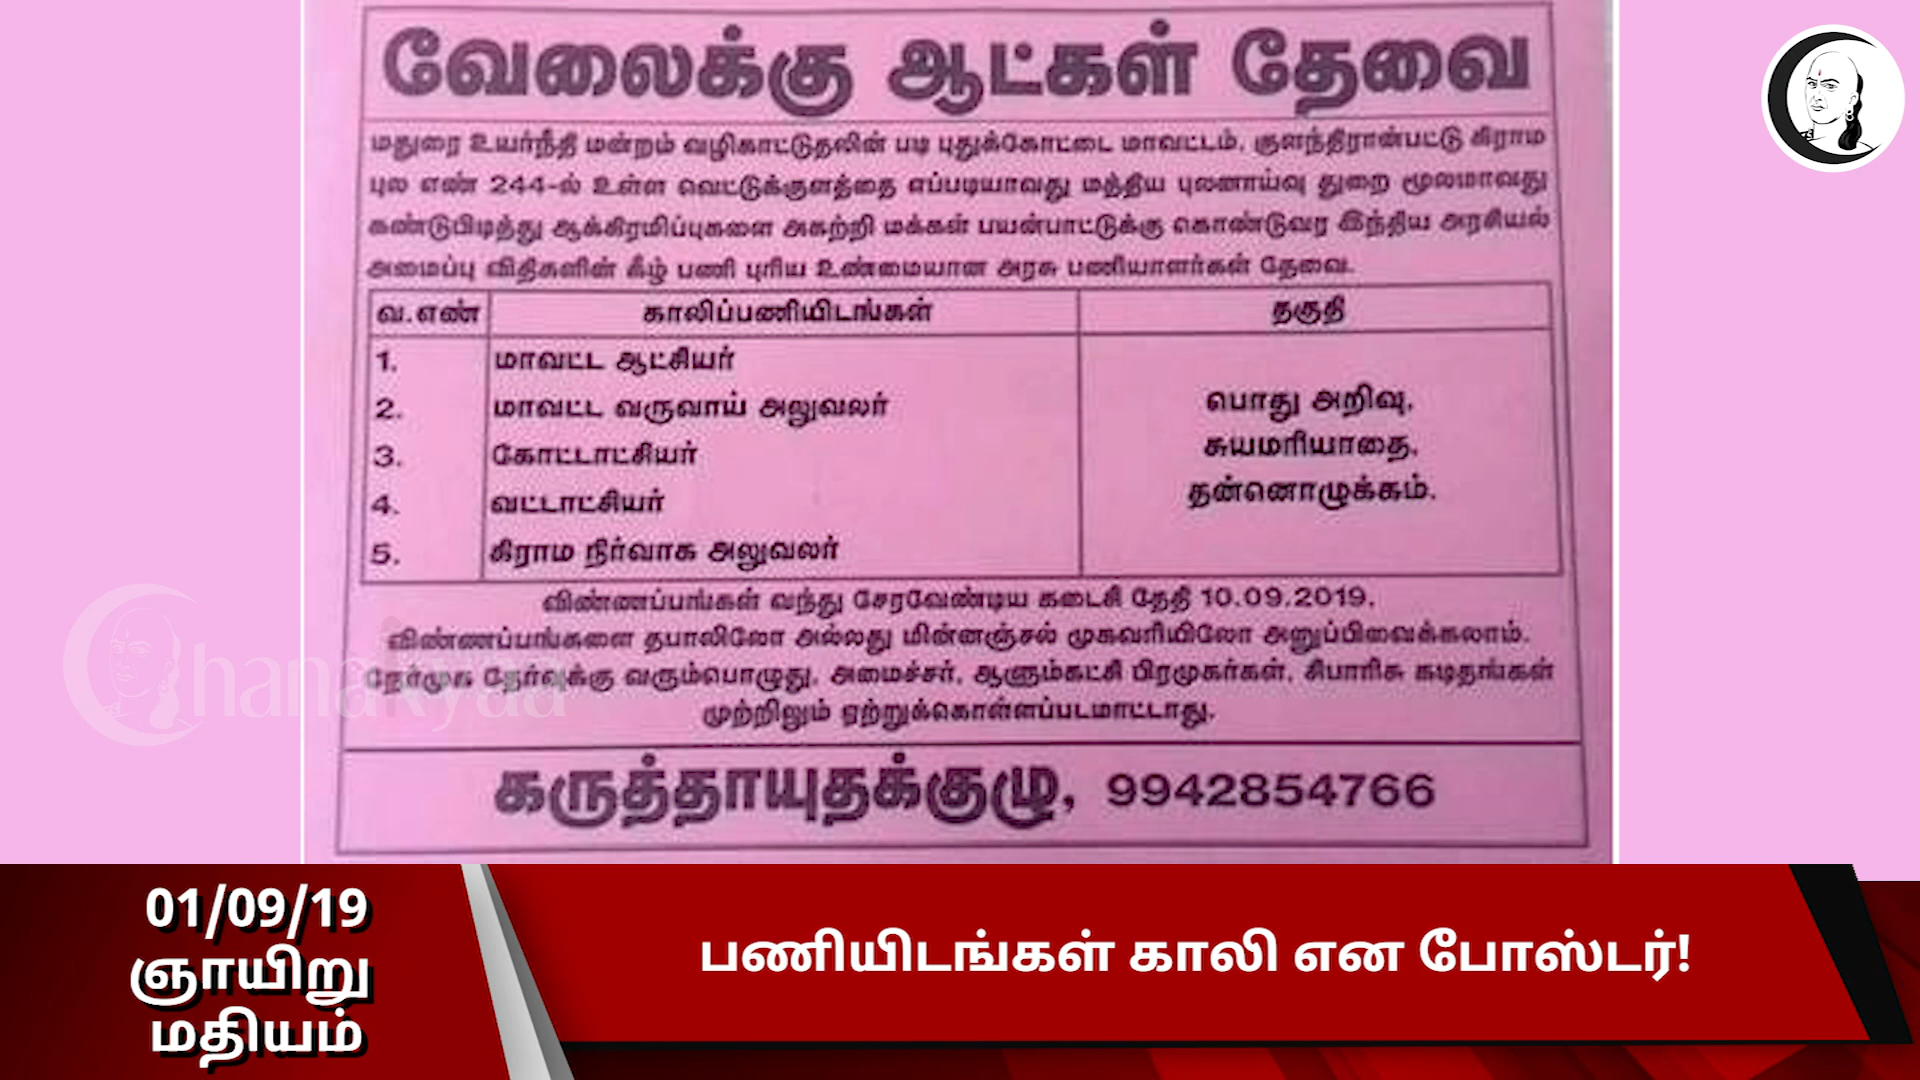 வேலைக்கு ஆட்கள் தேவை
மதுரை உயர்நீதி மன்றம் வழிகாட்டுதலின் படி புதுக்கோட்டை மாவட்டம், குளந்திரான்பட்டு கிராம
புல எண் 244-ல் உள்ள வெட்டுக்குளத்தை எப்படியாவது மத்திய புலனாய்வு துறை மூலமாவது
கண்டுபிடித்து ஆக்கிரமிப்புகளை அகற்றி மக்கள் பயன்பாட்டுக்கு கொண்டுவர இந்திய அரசியல்
அமைப்பு விதிகளின் கீழ் பணி புரிய உண்மையான அரசு பணியாளர்கள் தேவை.
வ.எண் காலிப்பணியிடங்கள் தகுதி
1. மாவட்ட ஆட்சியர்
2. மாவட்ட வருவாய் அலுவலர்
3. கோட்டாட்சியர்
4. வட்டாட்சியர்
5. கிராம நிர்வாக அலுவலர்
பொது அறிவு,
சுயமரியாதை,
தன்னொழுக்கம்.
விண்ணப்பங்கள் வந்து சேரவேண்டிய கடைசி தேதி 10.09.2019.
விண்ணப்பங்களை தபாலிலோ அல்லது மின்னஞ்சல் முகவரியிலோ அனுப்பிவைக்கலாம்.
நேர்முக தேர்வுக்கு வரும்பொழுது, அமைச்சர், ஆளும்கட்சி பிரமுகர்கள், சிபாரிசு கடிதங்கள்
முற்றிலும் ஏற்றுக்கொள்ளப்படமாட்டாது.
கருத்தாயுதக்குழு, 9942854766
Chanakyaa
01/09/19
ஞாயிறு
மதியம்
பணியிடங்கள் காலி என போஸ்டர்!